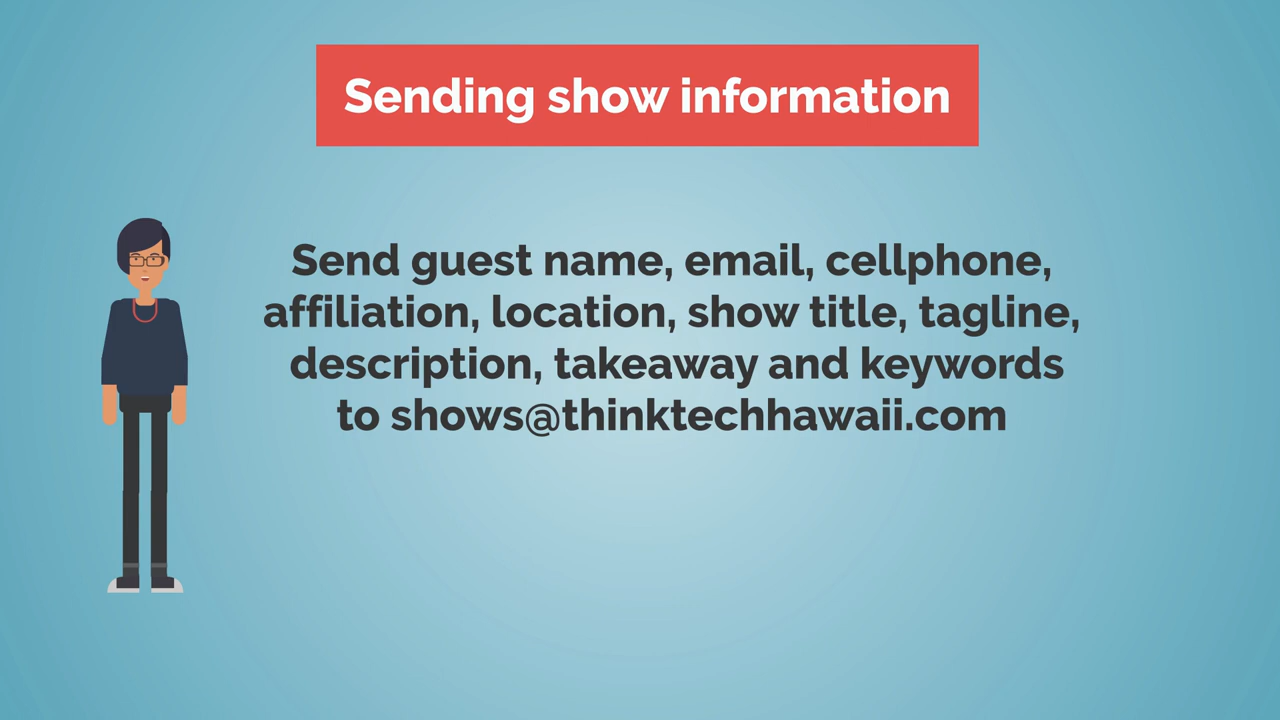 Sending show information
Send guest name, email, cellphone,
affiliation, location, show title, tagline,
description, takeaway and keywords
to shows@thinktechhawaii.com